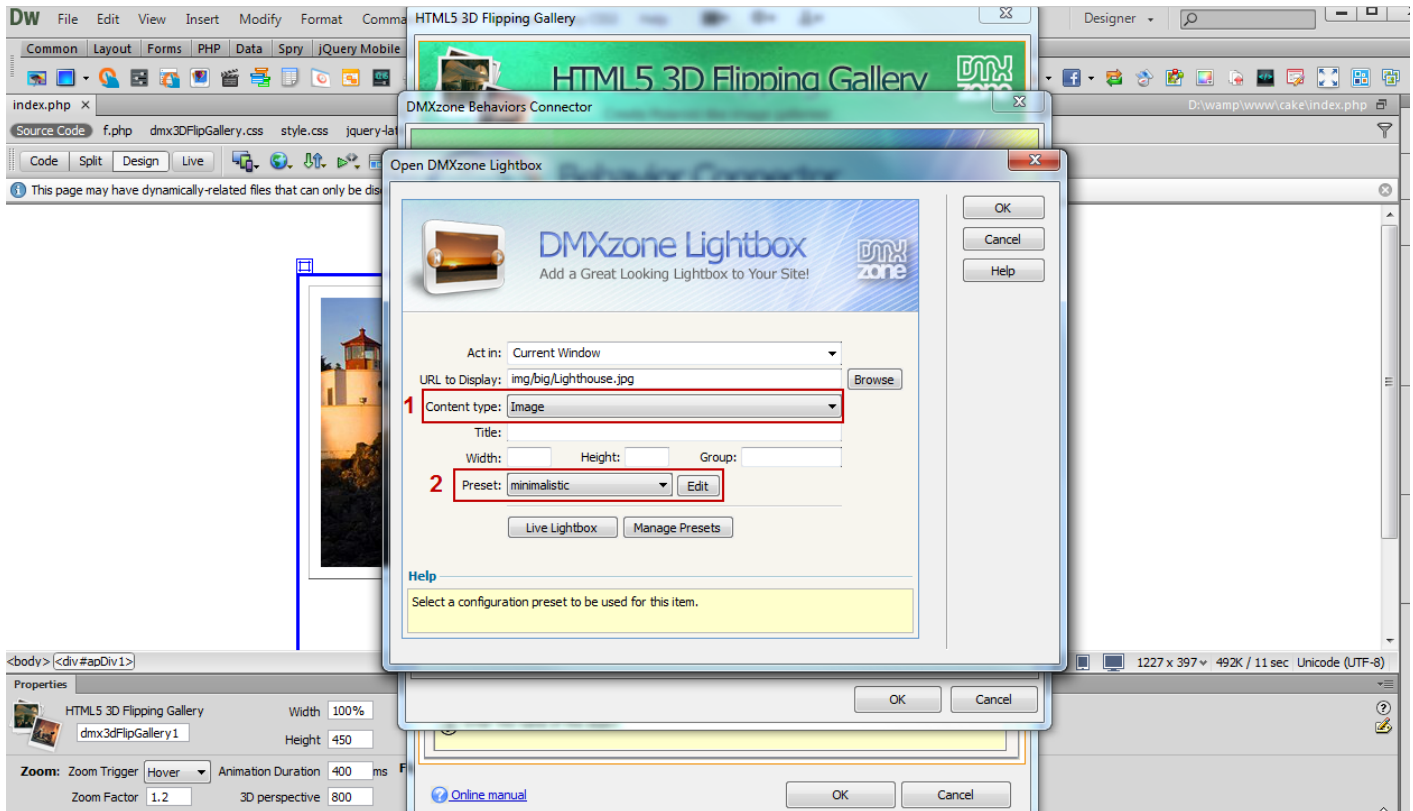 DW File Edit View Insert Modify Format Comma
HTML5 3D Flipping Gallery
Designer
Common Layout Forms PHP Data Spry jQuery Mobile
HTML5 3D Flipping Gallery
DMX
zone
index.php
DMXzone Behaviors Connector
D:\wamp\www\cake\index.php
Source Code f.php dmx3DFlipGallery.css style.css jquery-lat
Code Split Design Live
Open DMXzone Lightbox
Behavior Connector
This page may have dynamically-related files that can only be dis
OK
Cancel
Help
DMXzone Lightbox
Add a Great Looking Lightbox to Your Site!
DMX
zone
Act in: Current Window
URL to Display: img/big/Lighthouse.jpg Browse
1 Content type: Image
Title:
Width: Height: Group:
2 Preset: minimalistic Edit
Live Lightbox Manage Presets
Help
Select a configuration preset to be used for this item.
<body> <div#apDiv1>
1227 x 397 492K / 11 sec Unicode (UTF-8)
Properties
HTML5 3D Flipping Gallery Width 100%
dmx3dFlipGallery1
Height 450
OK Cancel
Zoom: Zoom Trigger Hover Animation Duration 400 ms F
Zoom Factor 1.2 3D perspective 800
Online manual
OK Cancel